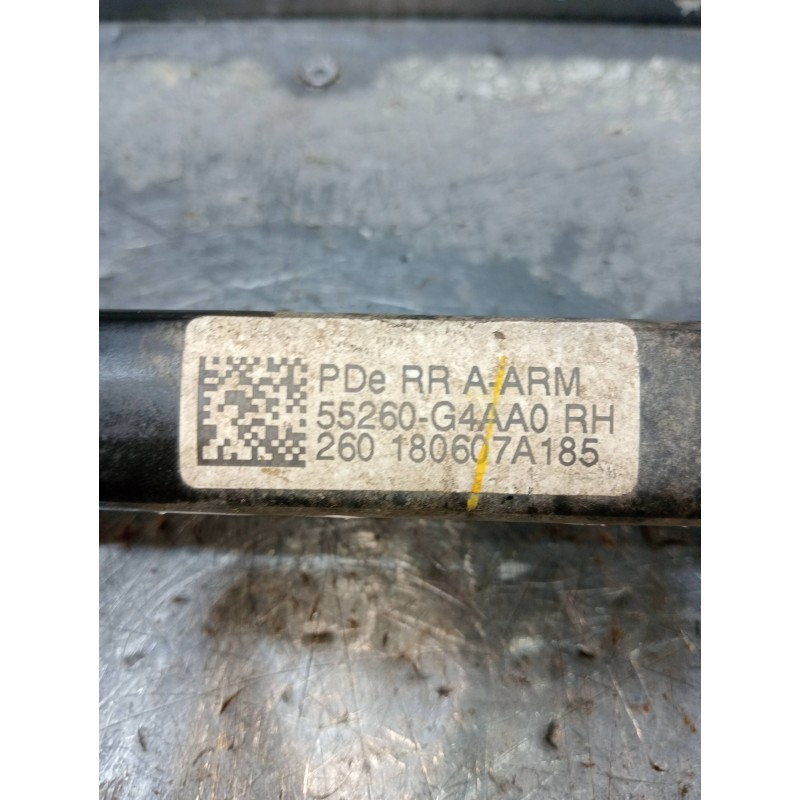 PDe RR A-ARM
55260-G4AA0 RH
260 180607A185